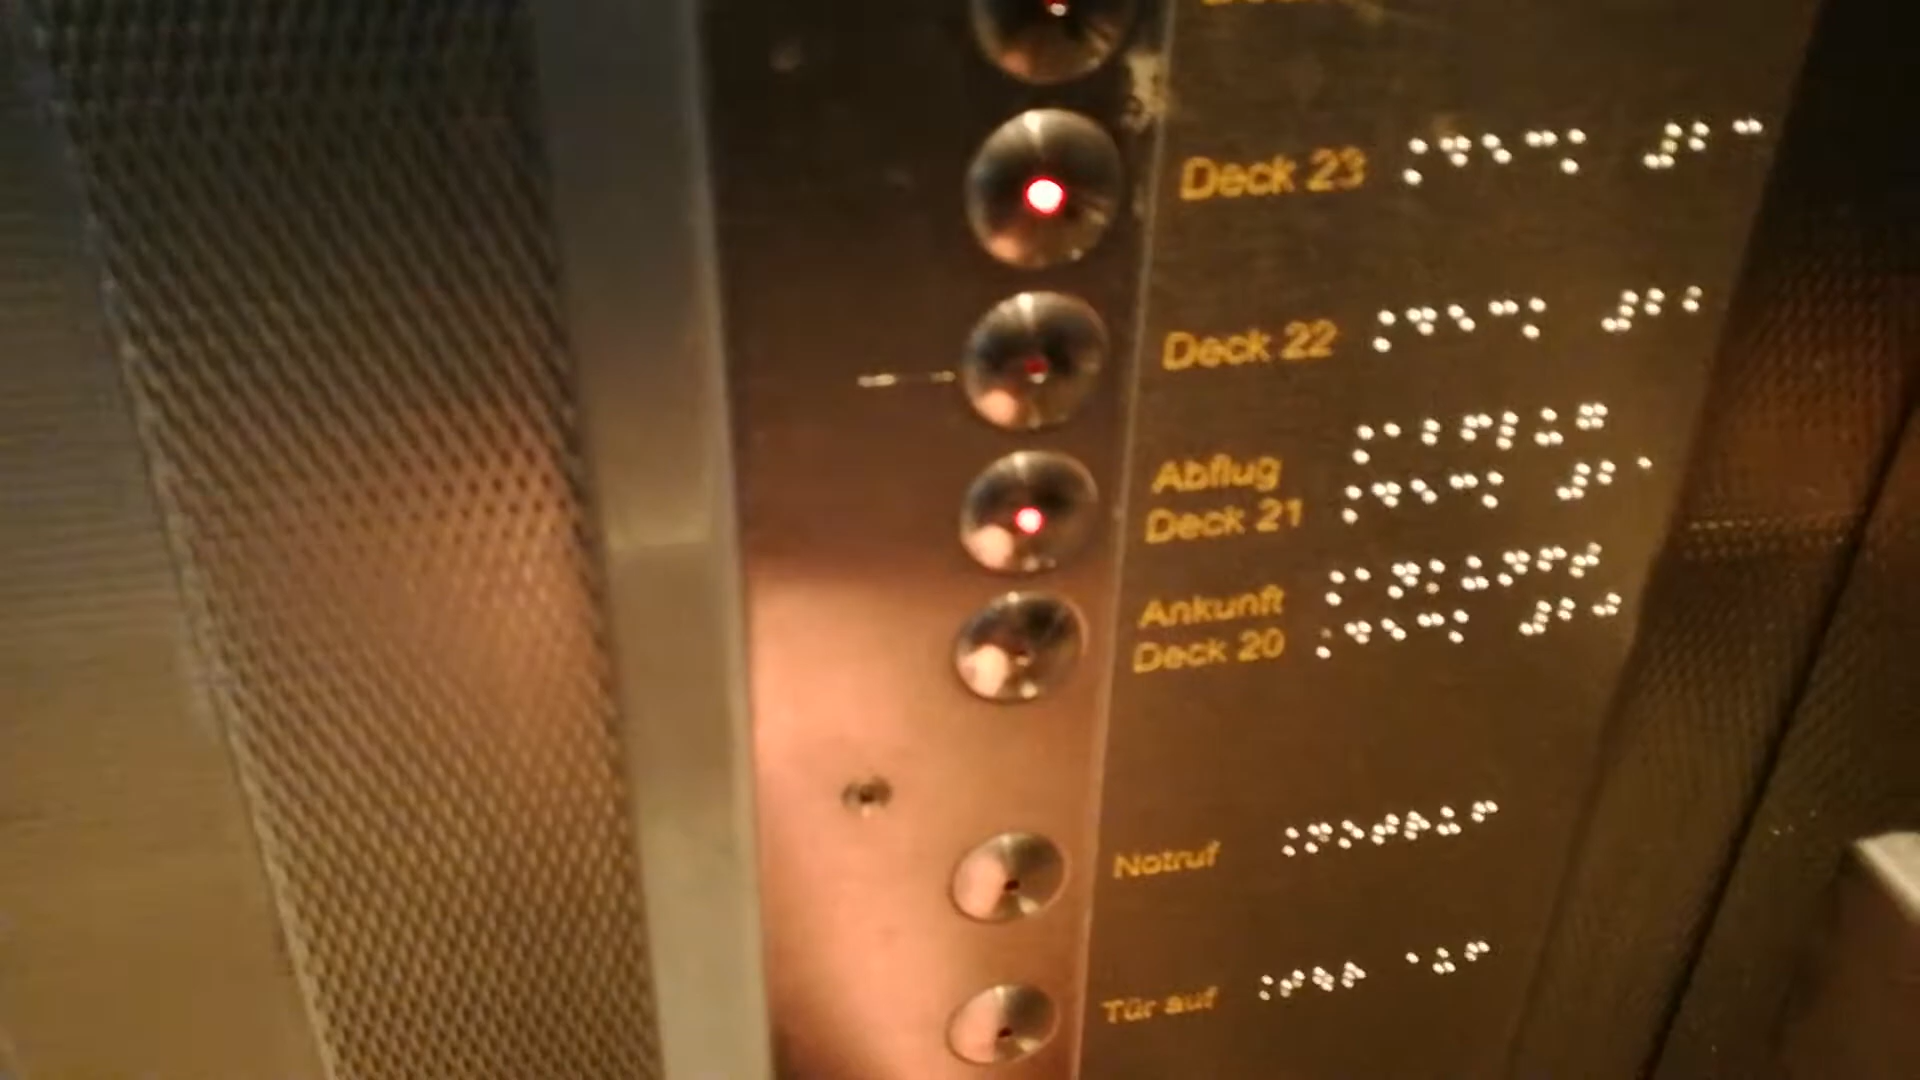 Deck 23
Deck 22
Abflug
Deck 21
Ankunft
Deck 20
Notruf
Tür auf